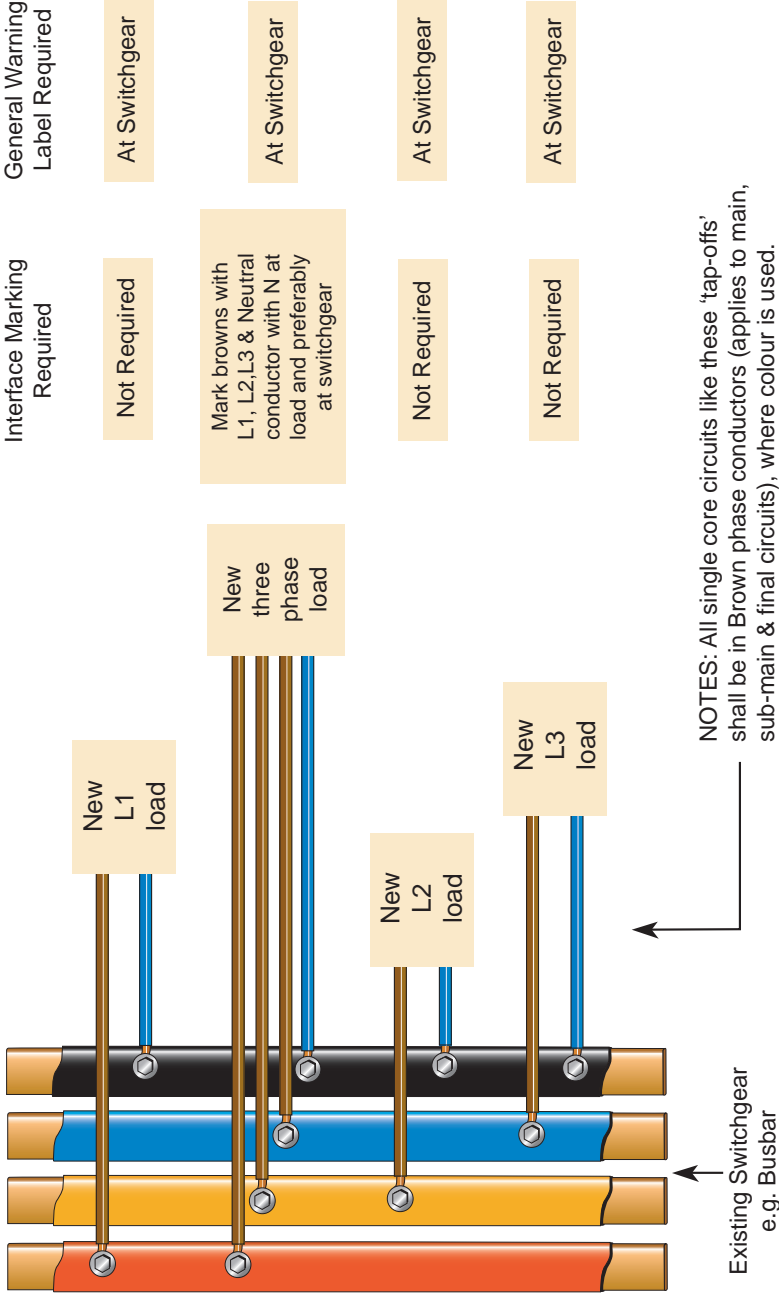 Interface Marking
Required
General Warning
Label Required
New
L1
load
Not Required
At Switchgear
New
three
phase
load
Mark browns with
L1, L2,L3 & Neutral
conductor with N at
load and preferably
at switchgear
At Switchgear
New
L2
load
Not Required
At Switchgear
New
L3
load
Not Required
At Switchgear
Existing Switchgear
e.g. Busbar
NOTES: All single core circuits like these 'tap-offs'
shall be in Brown phase conductors (applies to main,
sub-main & final circuits), where colour is used.